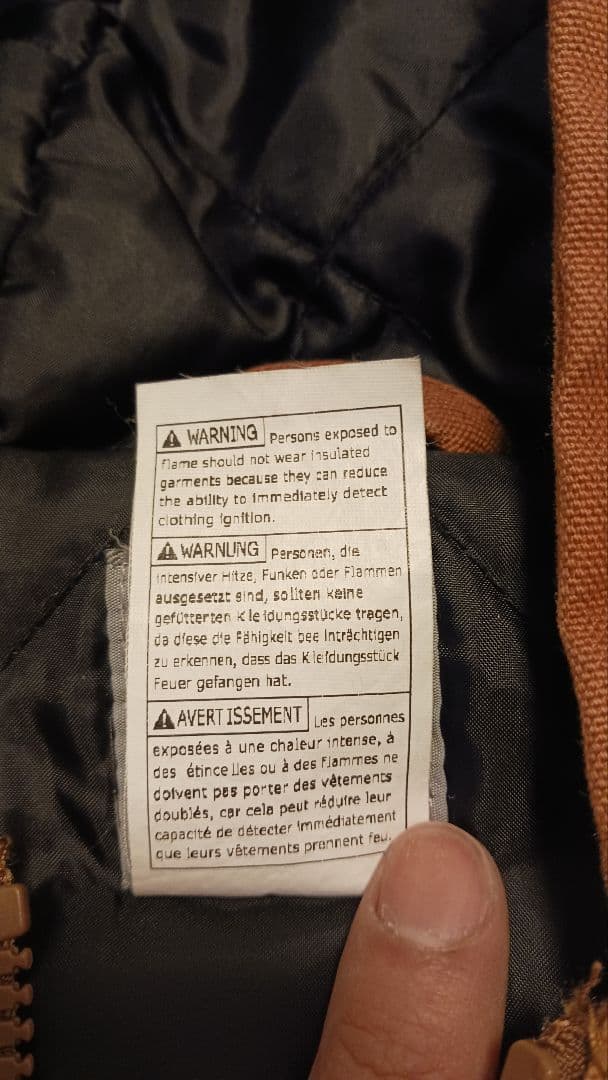 ⚠ WARNING Persons exposed to
flame should not wear insulated
garments because they can reduce
the ability to immediately detect
clothing ignition.
⚠ WARNUNG Personen, die
intensiver Hitze, Funken oder Flammen
ausgesetzt sind, sollten keine
gefütterten Kleidungsstücke tragen,
da diese die Fähigkeit bee Inträchtigen
zu erkennen, dass das Kleidungsstück
Feuer gefangen hat.
⚠ AVERTISSEMENT Les personnes
exposées à une chaleur intense, à
des étincelles ou à des flammes ne
doivent pas porter des vêtements
doublés, car cela peut réduire leur
capacité de détecter immédiatement
que leurs vêtements prennent feu.